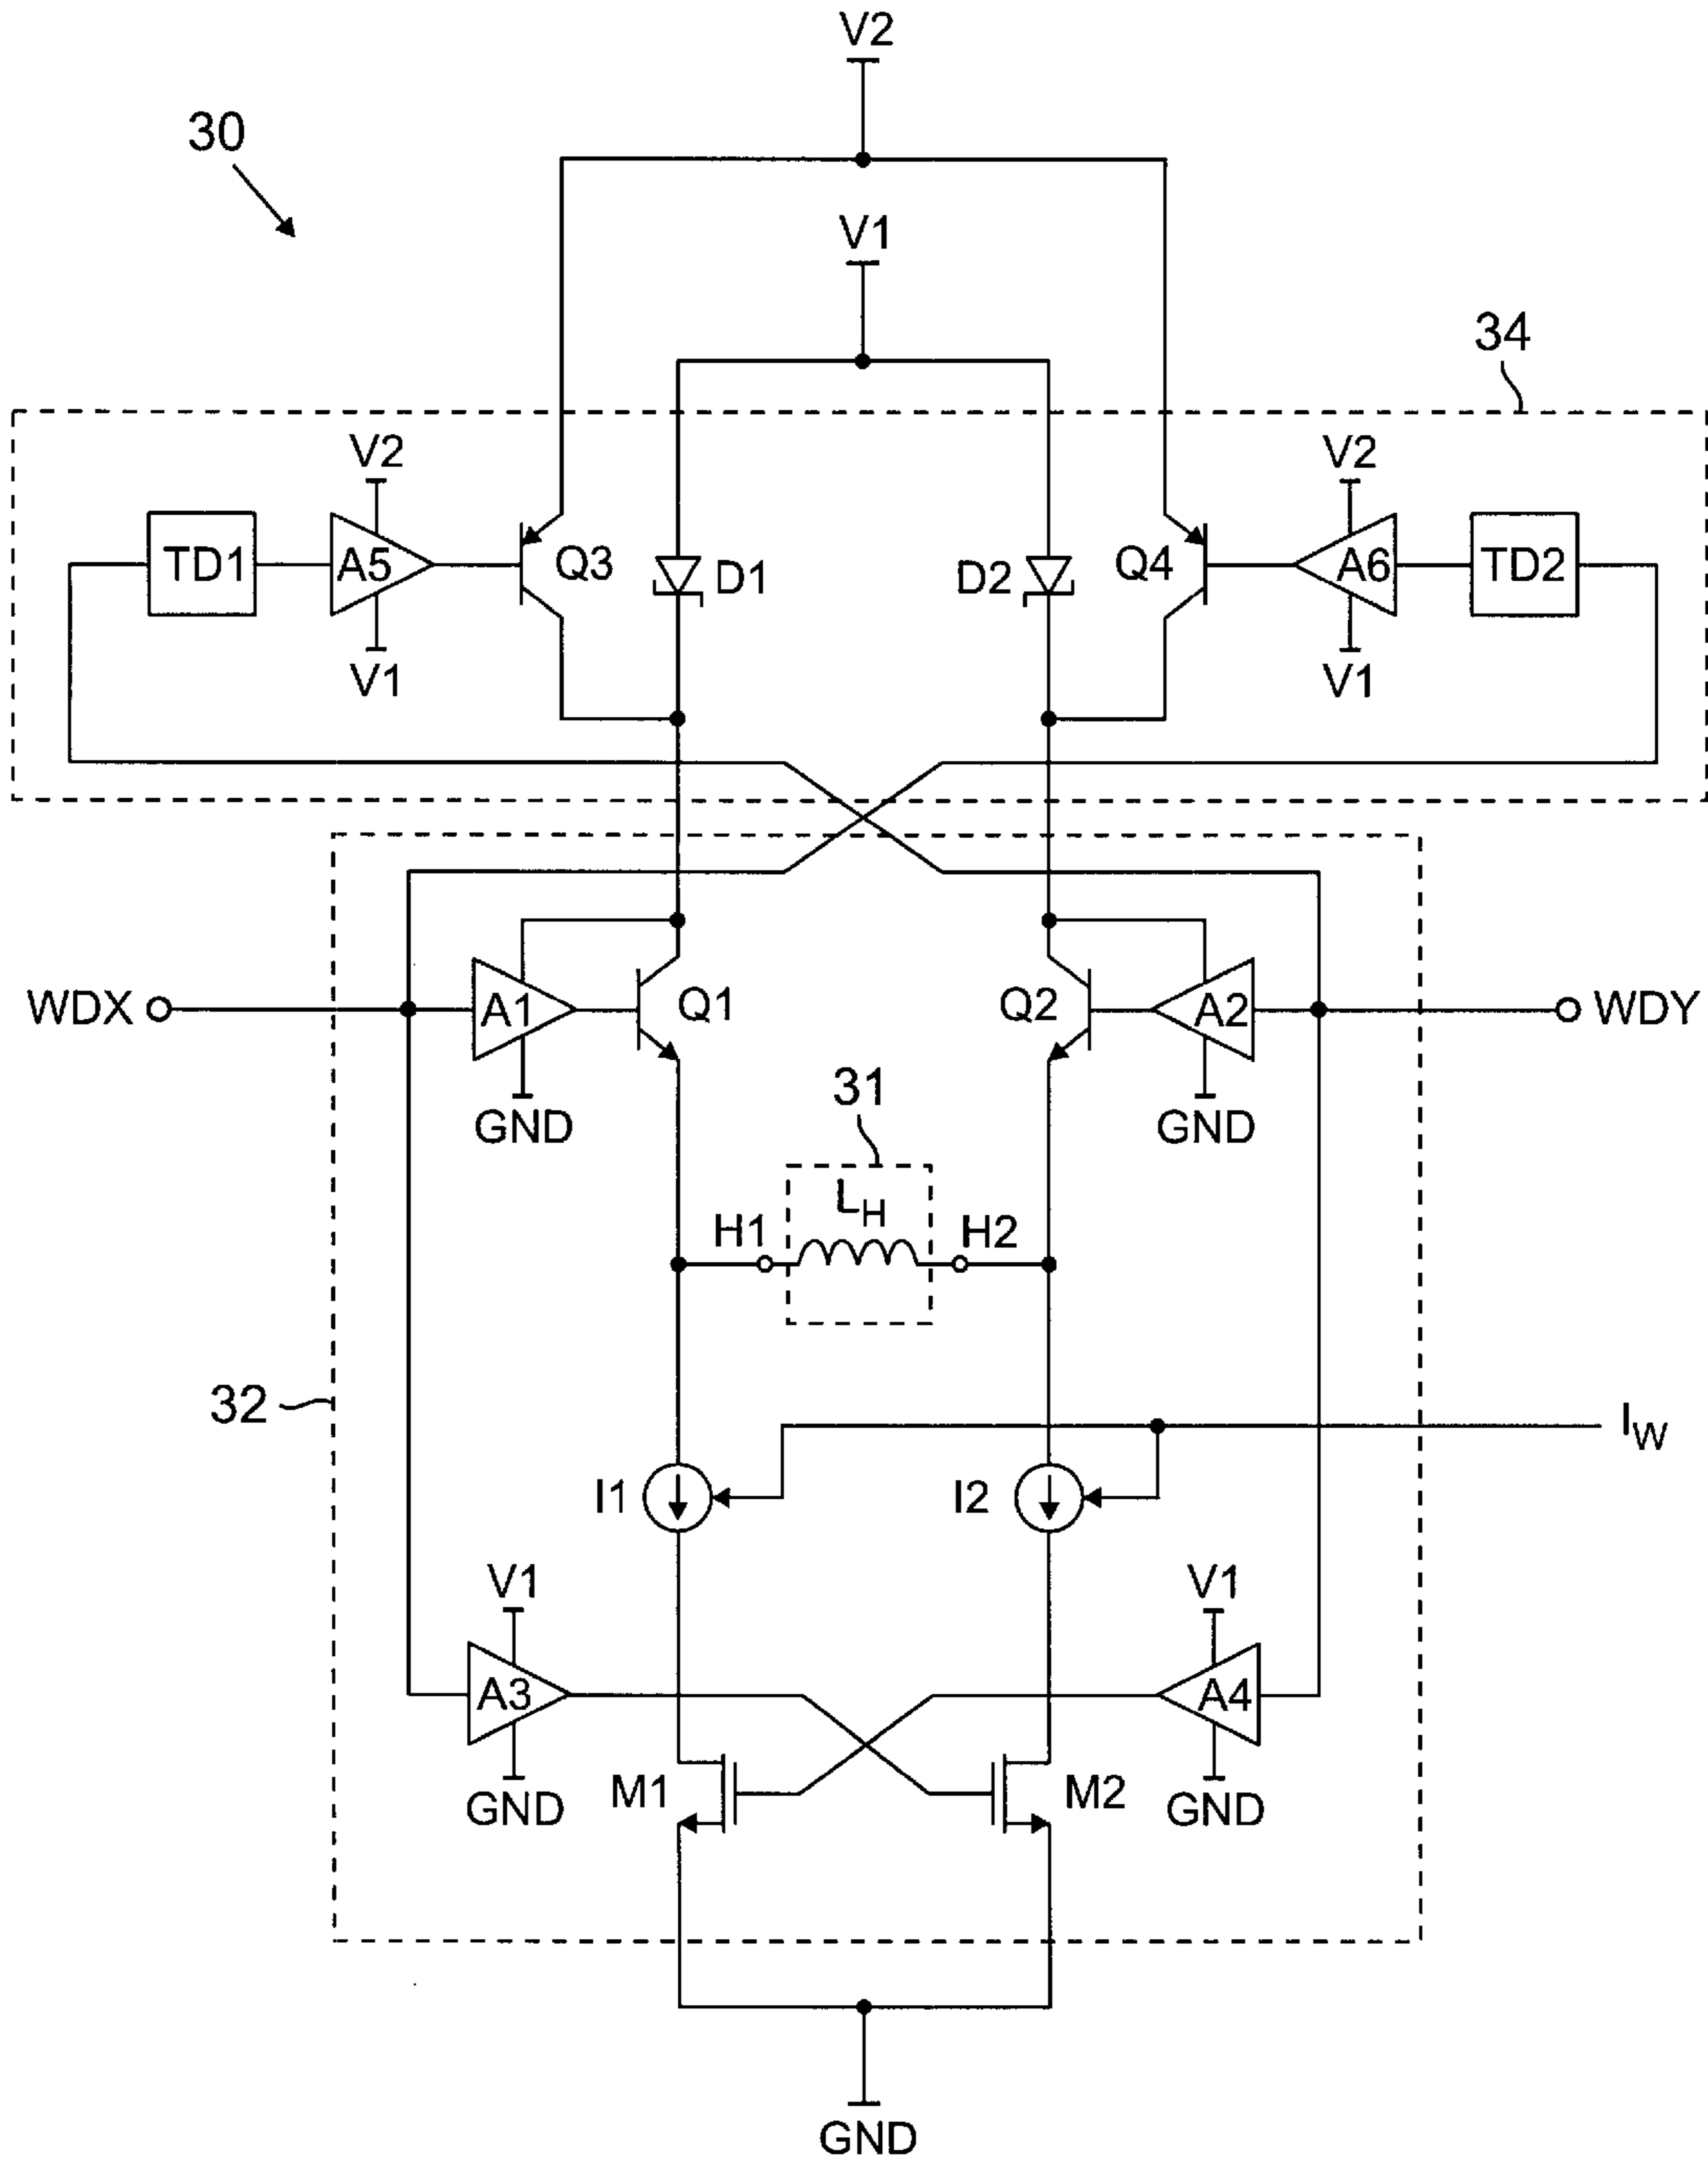 V2
30
V1
34
V2
V2
TD1
A5
Q3
D1
D2
Q4
A6
TD2
V1
V1
WDX
A1
Q1
Q2
A2
WDY
31
GND
GND
LH
H1
H2
32
IW
I1
I2
V1
V1
A3
A4
M1
M2
GND
GND
GND